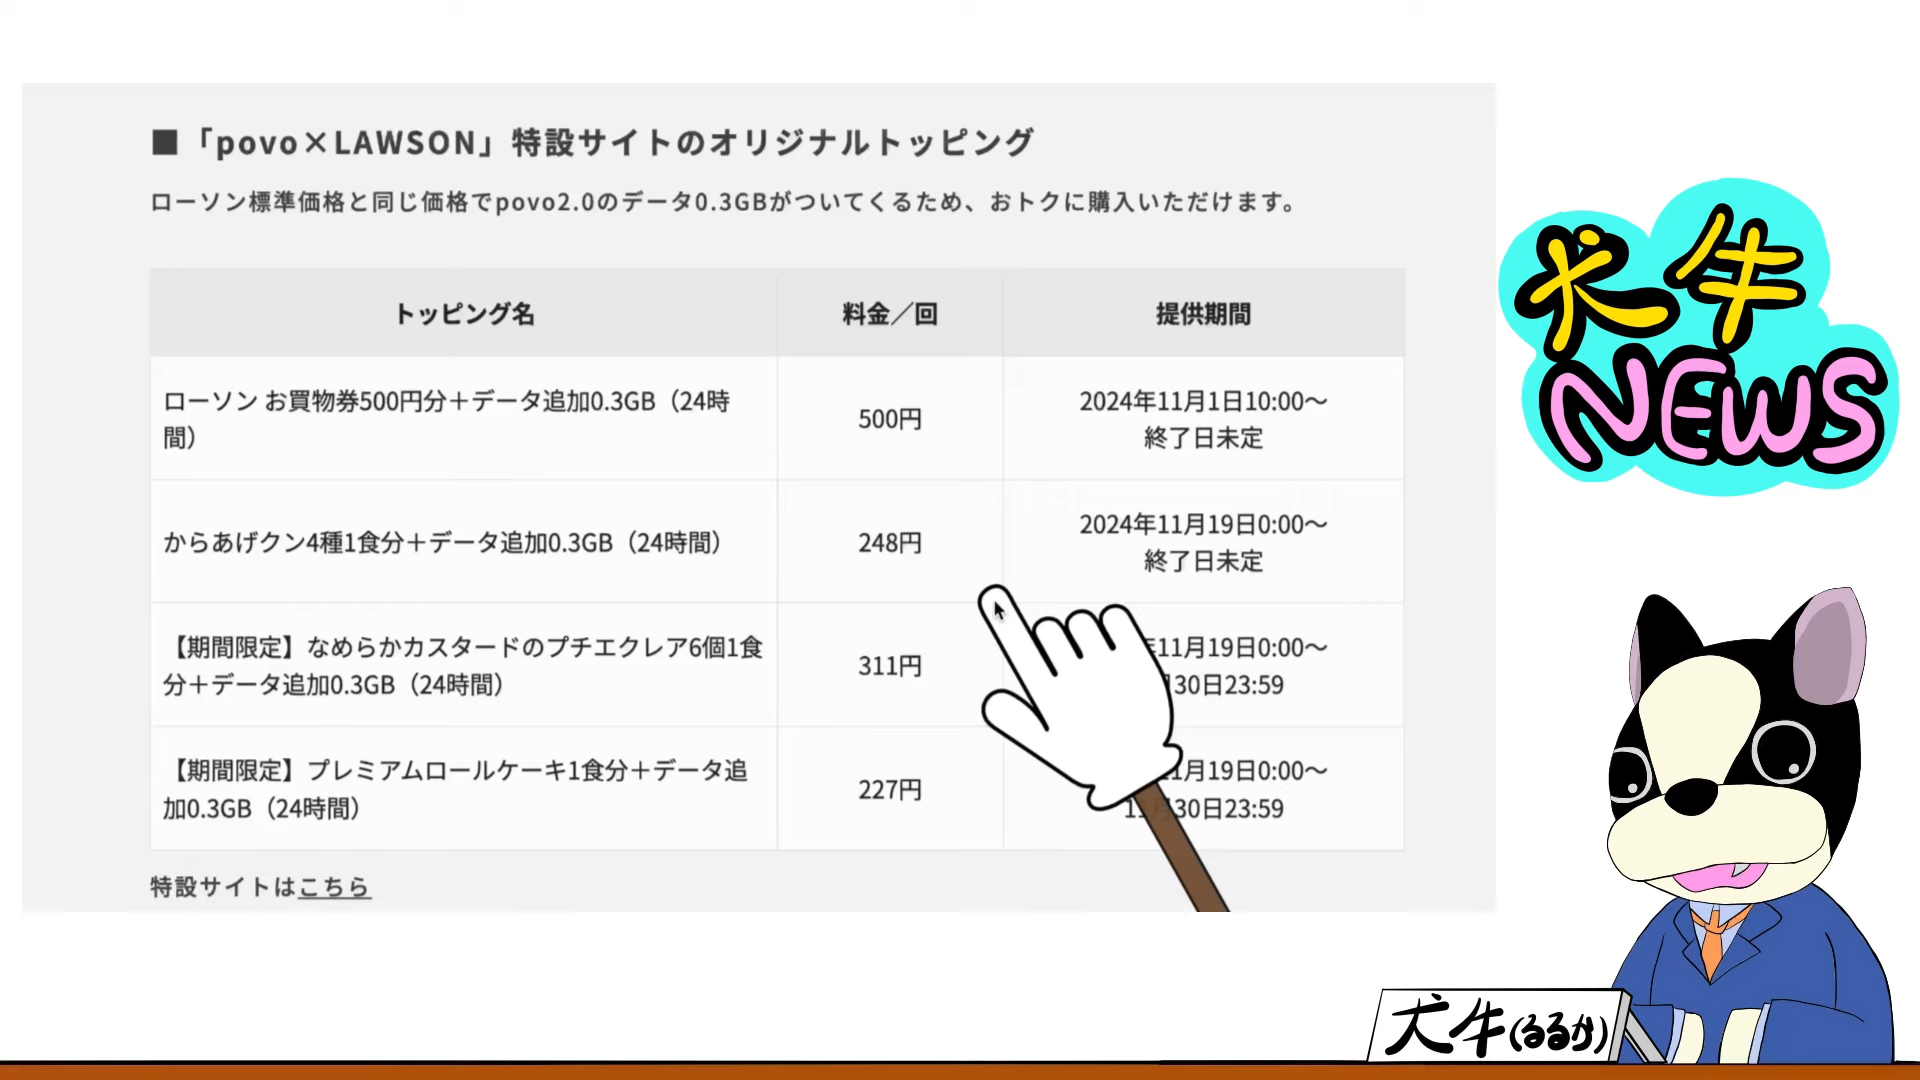 ■「povo×LAWSON」特設サイトのオリジナルトッピング
ローソン標準価格と同じ価格でpovo2.0のデータ0.3GBがついてくるため、おトクに購入いただけます。
トッピング名 料金／回 提供期間
ローソン お買物券500円分＋データ追加0.3GB（24時
間）
500円
2024年11月1日10:00～
終了日未定
からあげクン4種1食分＋データ追加0.3GB（24時間）
248円
2024年11月19日0:00～
終了日未定
【期間限定】なめらかカスタードのプチエクレア6個1食
分＋データ追加0.3GB（24時間）
311円
11月19日0:00～
30日23:59
【期間限定】プレミアムロールケーキ1食分＋データ追
加0.3GB（24時間）
227円
月19日0:00～
30日23:59
特設サイトはこちら
犬牛
NEWS
犬牛(るるか)